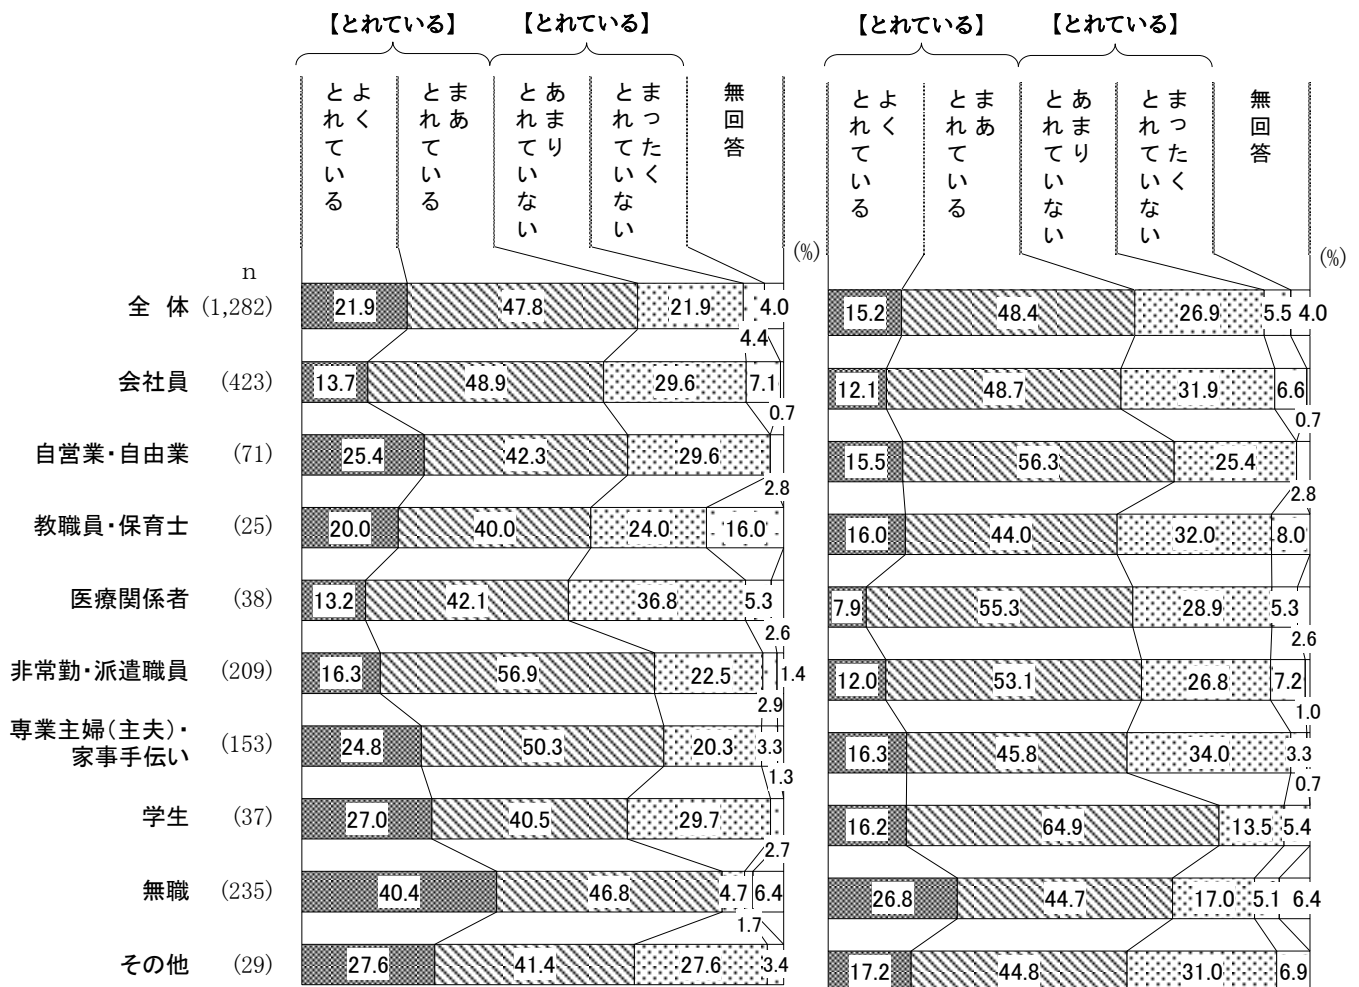 【とれている】 【とれている】 【とれている】 【とれている】
よく
とれている
まあ
とれている
あまり
とれていない
まったく
とれていない
無回答
よく
とれている
まあ
とれている
あまり
とれていない
まったく
とれていない
無回答
(%) (%)
n
全 体 (1,282) 21.9 47.8 21.9 4.4 4.0 15.2 48.4 26.9 5.5 4.0
会社員 (423) 13.7 48.9 29.6 7.1 0.7 12.1 48.7 31.9 6.6 0.7
自営業・自由業 (71) 25.4 42.3 29.6 2.8 15.5 56.3 25.4 2.8
教職員・保育士 (25) 20.0 40.0 24.0 16.0 16.0 44.0 32.0 8.0
医療関係者 (38) 13.2 42.1 36.8 5.3 2.6 7.9 55.3 28.9 5.3 2.6
非常勤・派遣職員 (209) 16.3 56.9 22.5 2.9 1.4 12.0 53.1 26.8 7.2 1.0
専業主婦(主夫)・
家事手伝い (153) 24.8 50.3 20.3 3.3 1.3 16.3 45.8 34.0 3.3 0.7
学生 (37) 27.0 40.5 29.7 2.7 16.2 64.9 13.5 5.4
無職 (235) 40.4 46.8 4.7 1.7 6.4 26.8 44.7 17.0 5.1 6.4
その他 (29) 27.6 41.4 27.6 3.4 17.2 44.8 31.0 6.9